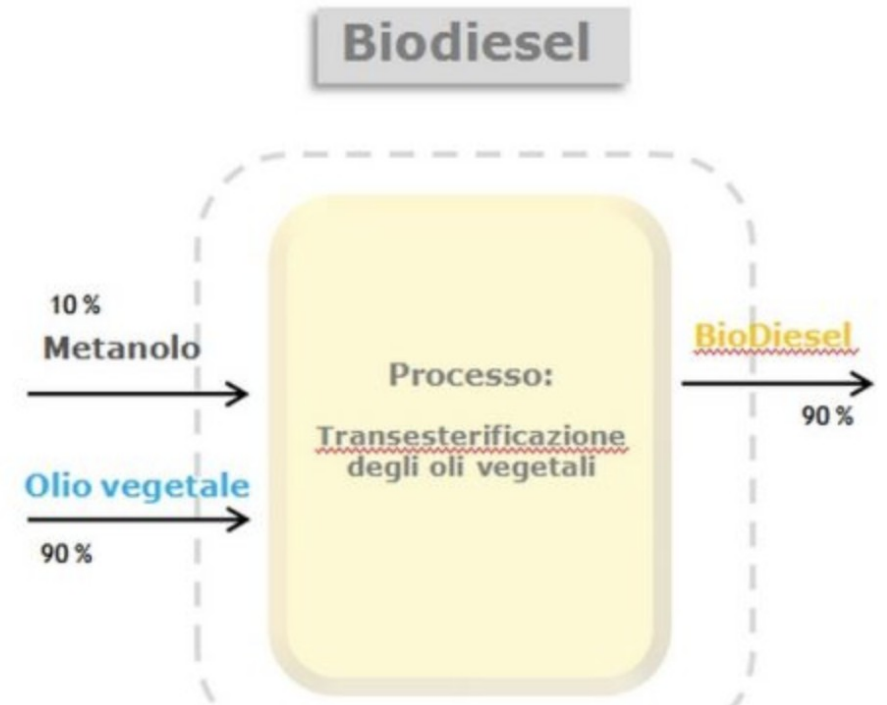 Biodiesel
10 %
Metanolo
Olio vegetale
90 %
Processo:
Transesterificazione
degli oli vegetali
BioDiesel
90 %